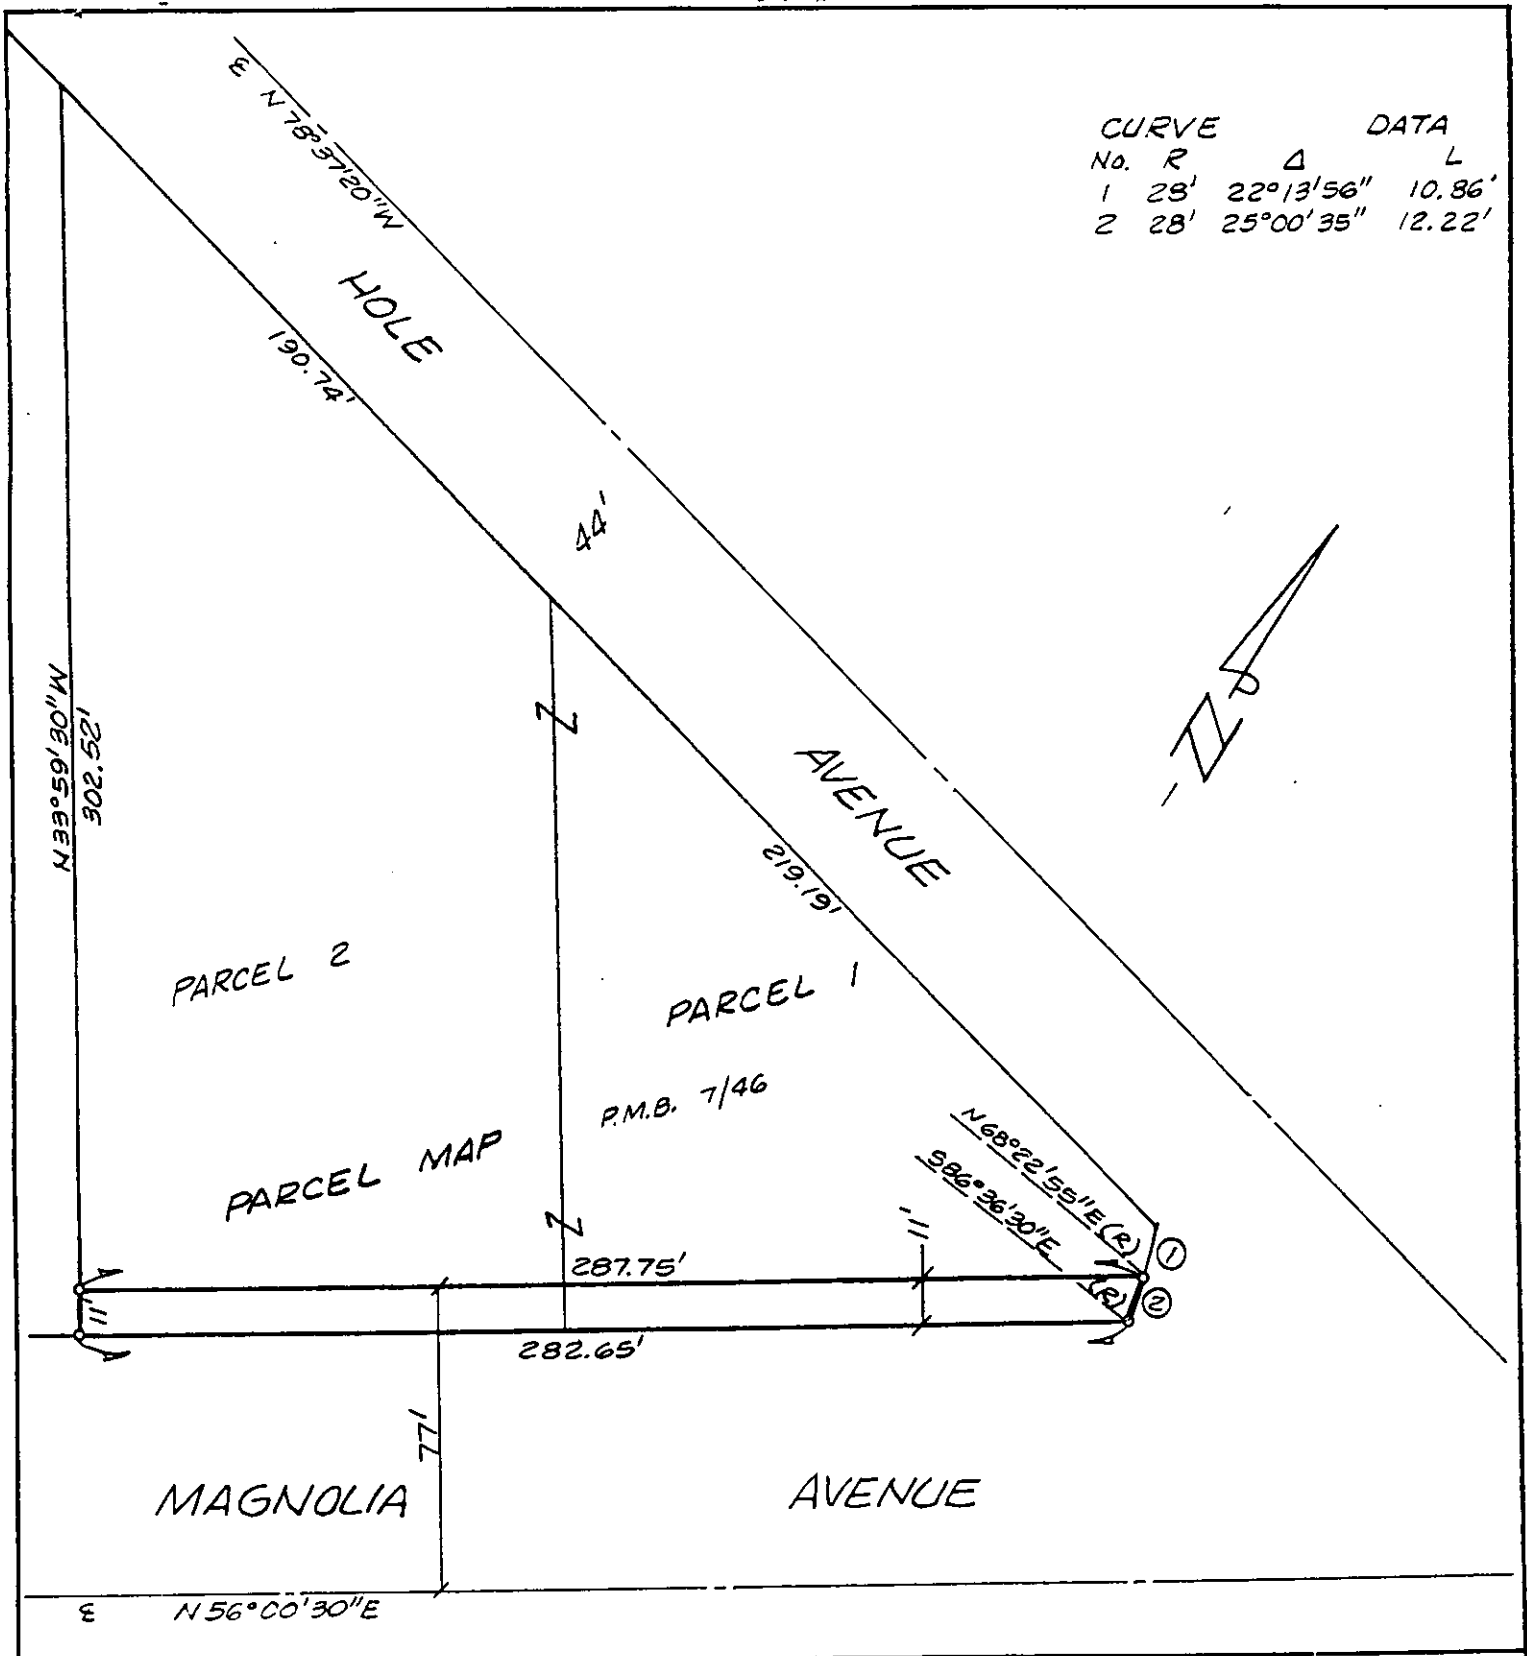 CURVE DATA
No. R Δ L
1 28' 22°13'56" 10.86'
2 28' 25°00'35" 12.22'
℄ N 78°37'20"W
HOLE
190.74'
44'
N33°59'30"W
302.52'
AVENUE
219.19'
PARCEL 2
PARCEL 1
P.M.B. 7/46
PARCEL MAP
N68°22'55"E(R)
S86°36'30"E
(R)
1
2
11'
287.75'
11'
282.65'
77'
MAGNOLIA AVENUE
℄ N56°00'30"E
N